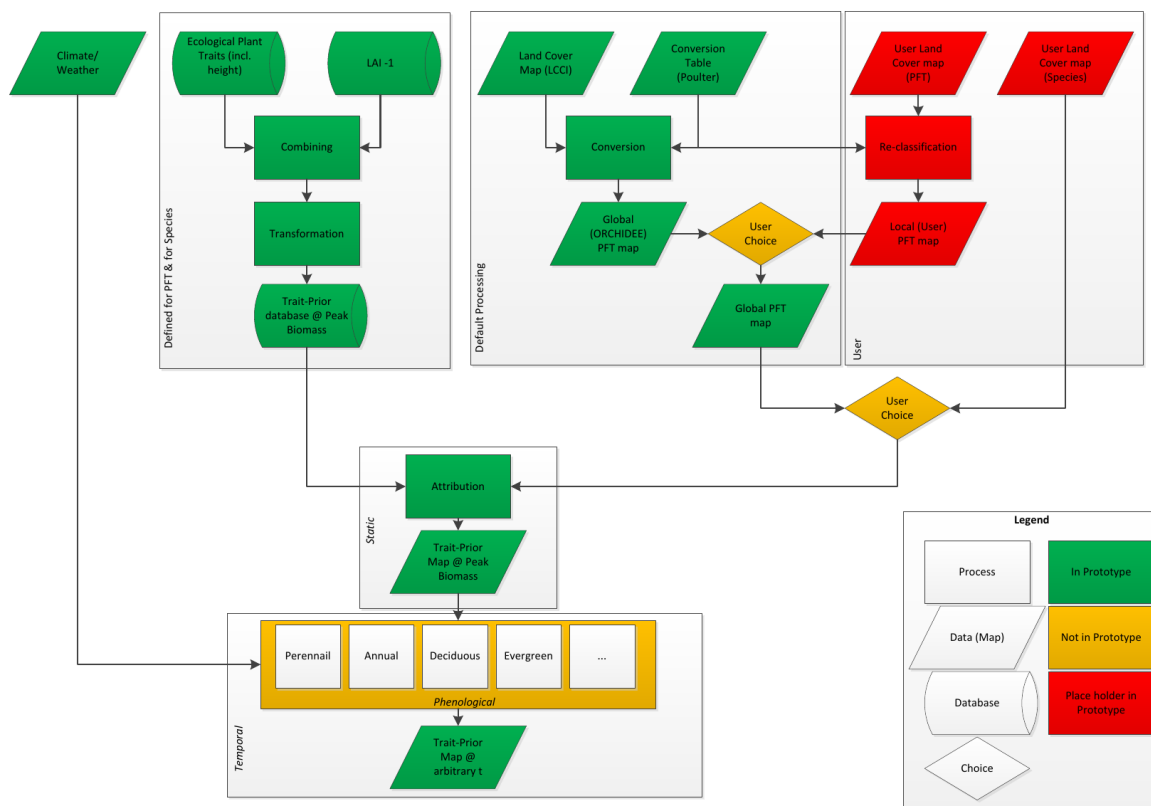 Climate/
Weather
Ecological Plant
Traits (incl.
height)
LAI -1
Combining
Transformation
Trait-Prior
database @ Peak
Biomass
Defined for PFT & for Species
Land Cover
Map (LCCI)
Conversion
Table
(Poulter)
Conversion
Global
(ORCHIDEE)
PFT map
User
Choice
Global PFT
map
Default Processing
User Land
Cover map
(PFT)
User Land
Cover map
(Species)
Re-classification
Local (User)
PFT map
User
User
Choice
Attribution
Trait-Prior
Map @ Peak
Biomass
Static
Perennail
Annual
Deciduous
Evergreen
...
Phenological
Trait-Prior
Map @
arbitrary t
Temporal
Legend
Process
In Prototype
Data (Map)
Not in Prototype
Database
Place holder in
Prototype
Choice